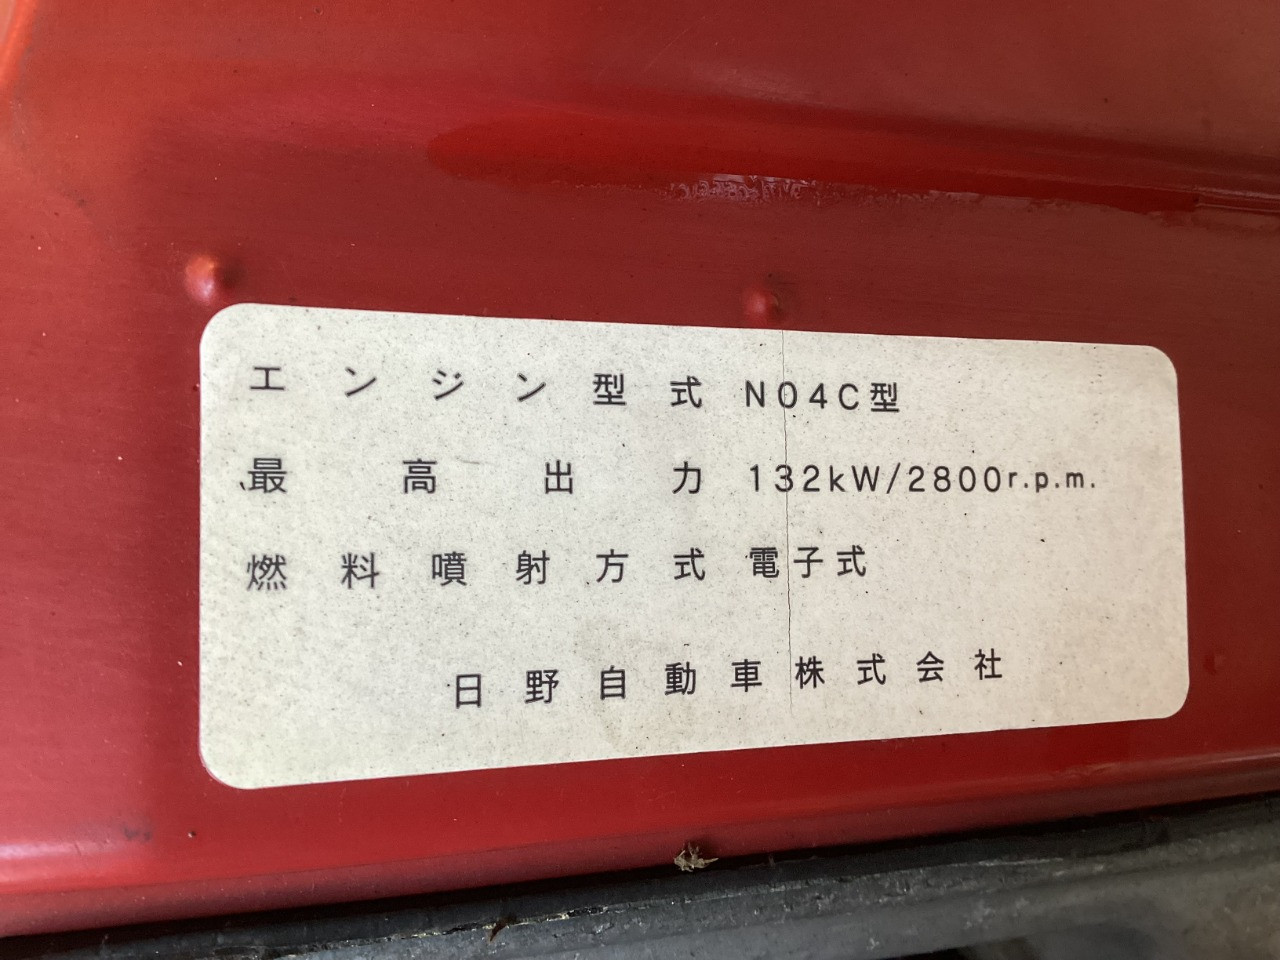 エンジン型式 N04C型
最高出力 132kW/2800r.p.m.
燃料噴射方式 電子式
日野自動車株式会社